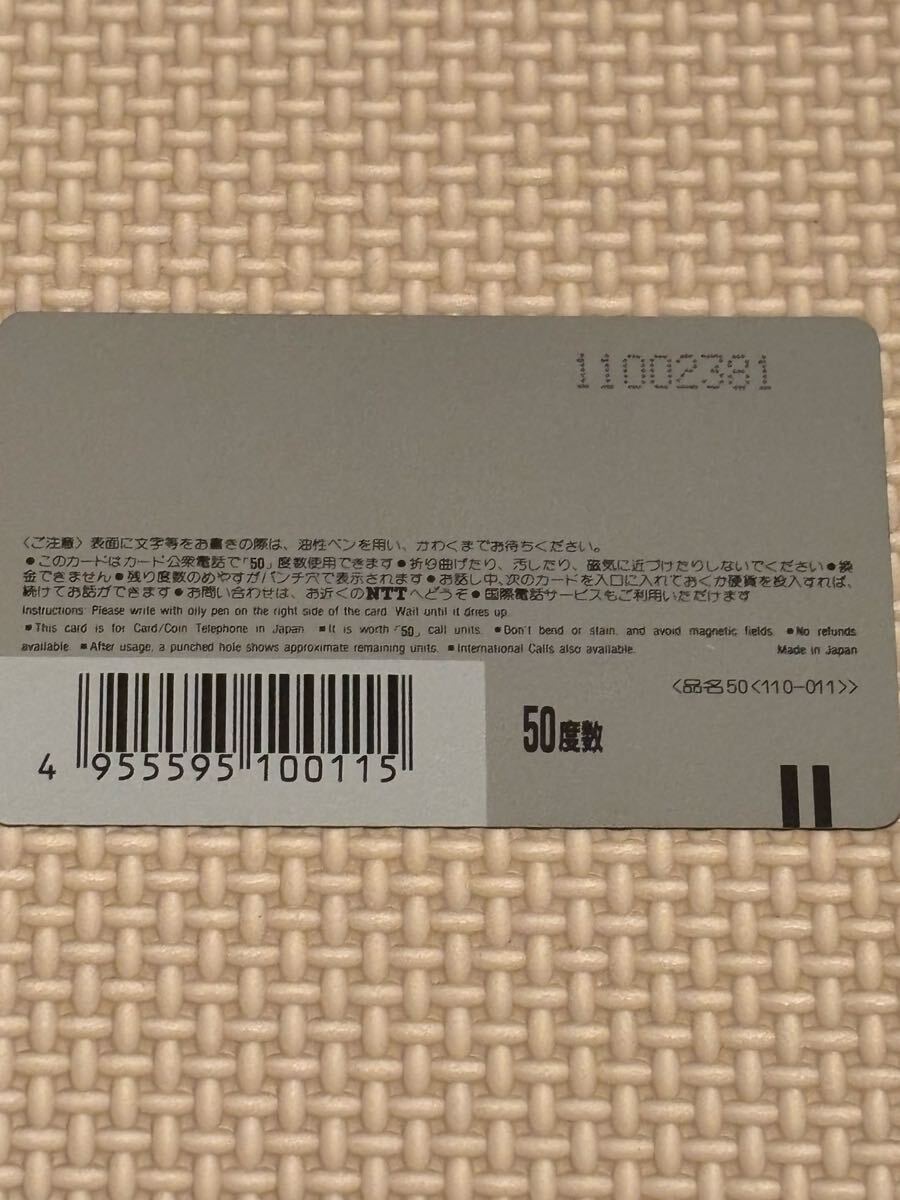 11002381
〈ご注意〉表面に文字等をお書きの際は、油性ペンを用い、かわくまでお待ちください。
●このカードはカード公衆電話で「50」度数使用できます●折り曲げたり、汚したり、磁気に近づけたりしないでください●換
金できません●残り度数のめやすがパンチ穴で表示されます●お話し中、次のカードを入口に入れておくか硬貨を投入すれば、
続けてお話ができます●お問い合わせは、お近くのNTTへどうぞ●国際電話サービスもご利用いただけます
Instructions: Please write with oily pen on the right side of the card. Wait until it dries up.
■This card is for Card/Coin Telephone in Japan. ■It is worth「50」call units. ●Don't bend or stain, and avoid magnetic fields. ●No refunds
available. ■After usage, a punched hole shows approximate remaining units. ■International Calls also available. Made in Japan
〈品名50〈110-011〉〉
50度数
4 955595 100115